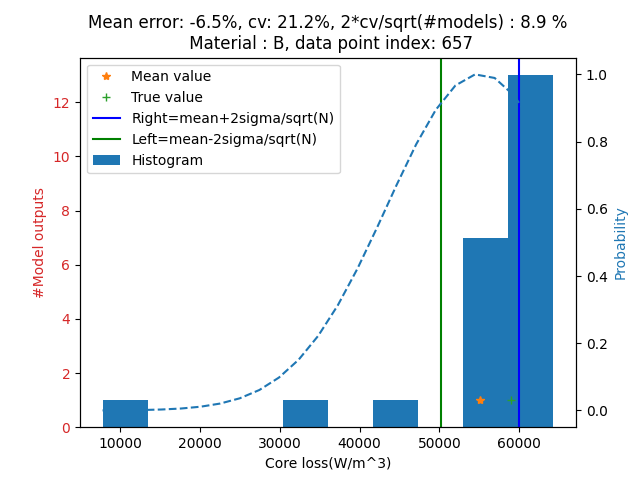 Mean error: -6.5%, cv: 21.2%, 2*cv/sqrt(#models) : 8.9 %
Material : B, data point index: 657
Mean value
True value
Right=mean+2sigma/sqrt(N)
Left=mean-2sigma/sqrt(N)
Histogram
#Model outputs
12
10
8
6
4
2
0
1.0
0.8
0.6
0.4
0.2
0.0
Probability
10000 20000 30000 40000 50000 60000
Core loss(W/m^3)